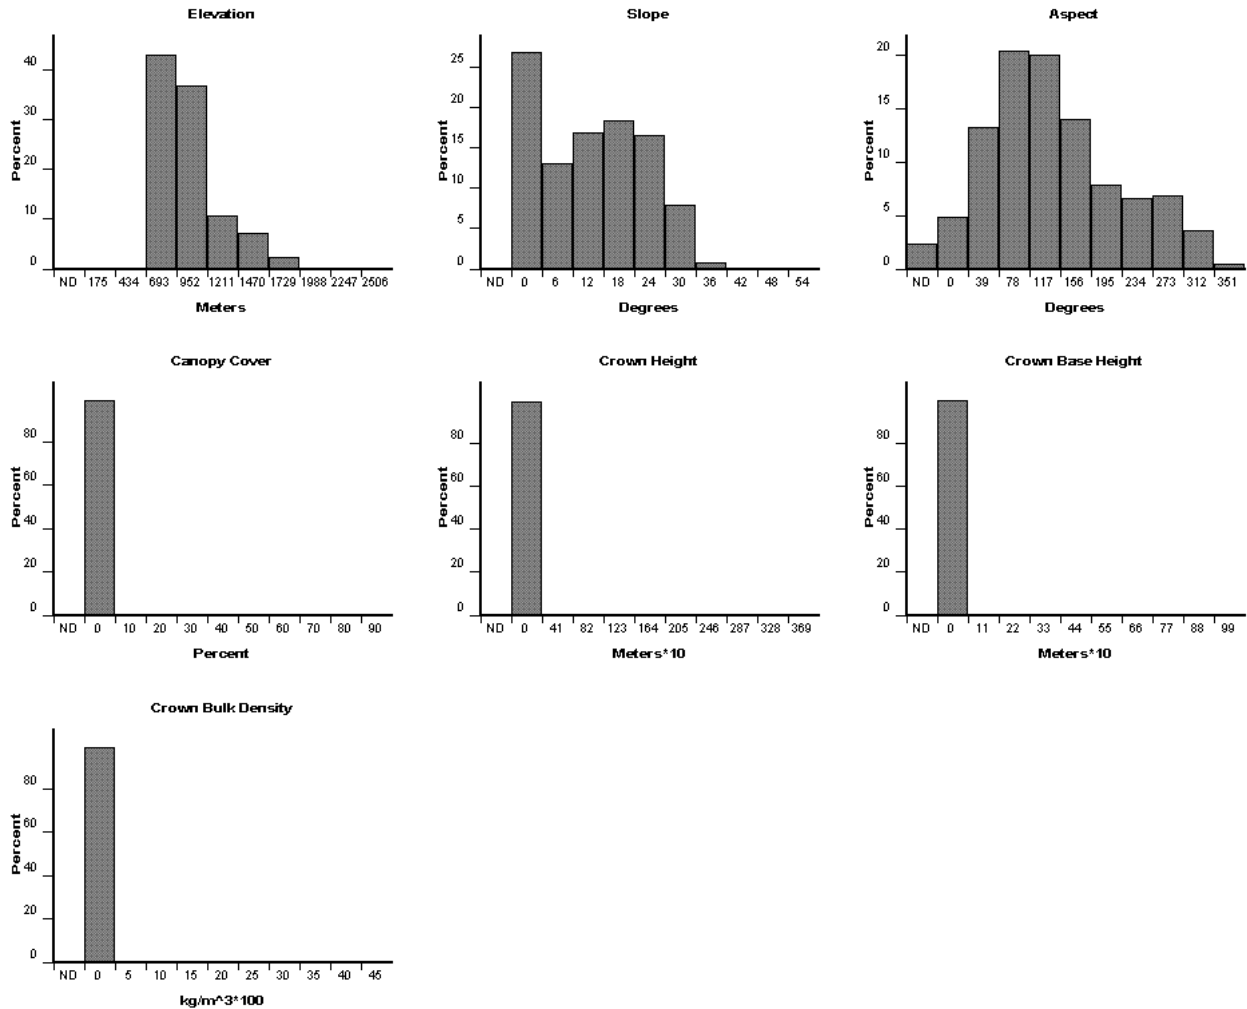 Elevation
Percent
40
30
20
10
0
ND 175 434 693 952 1211 1470 1729 1988 2247 2506
Meters
Slope
Percent
25
20
15
10
5
0
ND 0 6 12 18 24 30 36 42 48 54
Degrees
Aspect
Percent
20
15
10
5
0
ND 0 39 78 117 156 195 234 273 312 351
Degrees
Canopy Cover
Percent
80
60
40
20
0
ND 0 10 20 30 40 50 60 70 80 90
Percent
Crown Height
Percent
80
60
40
20
0
ND 0 41 82 123 164 205 246 287 328 369
Meters*10
Crown Base Height
Percent
80
60
40
20
0
ND 0 11 22 33 44 55 66 77 88 99
Meters*10
Crown Bulk Density
Percent
80
60
40
20
0
ND 0 5 10 15 20 25 30 35 40 45
kg/m^3*100